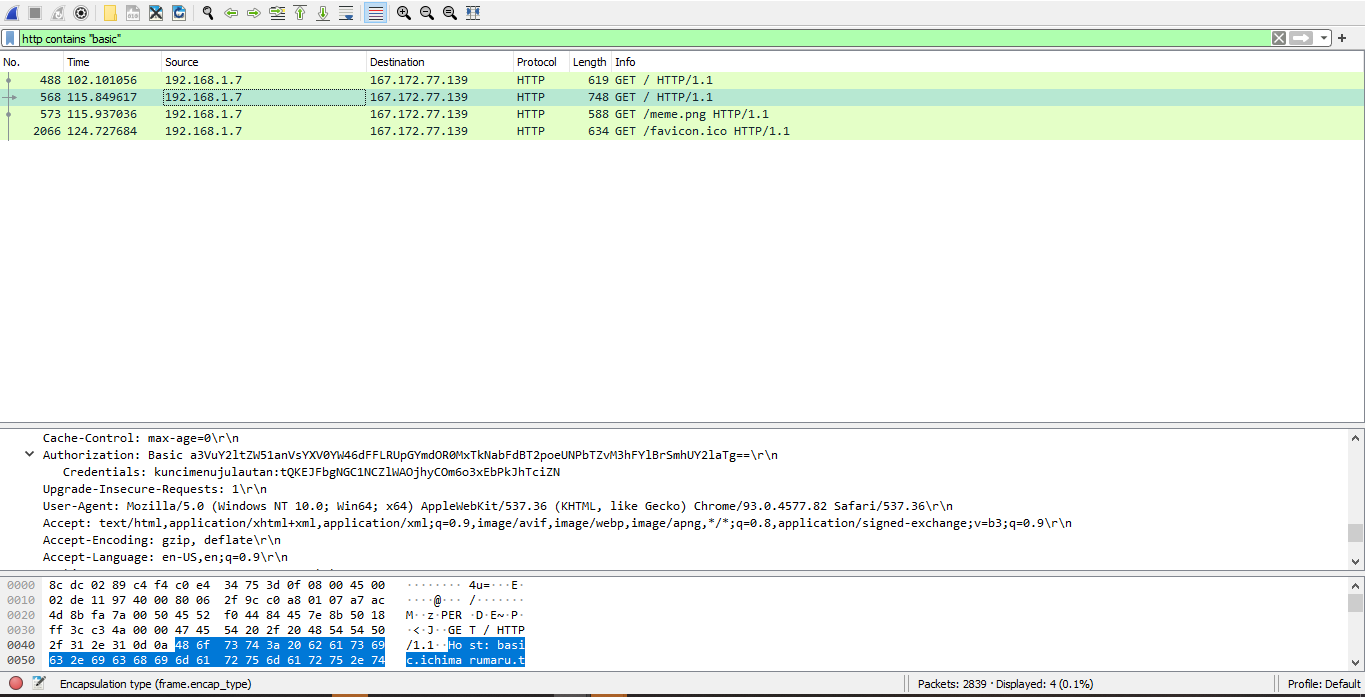 http contains "basic"
No. Time Source Destination Protocol Length Info
488 102.101056 192.168.1.7 167.172.77.139 HTTP 619 GET / HTTP/1.1
568 115.849617 192.168.1.7 167.172.77.139 HTTP 748 GET / HTTP/1.1
573 115.937036 192.168.1.7 167.172.77.139 HTTP 588 GET /meme.png HTTP/1.1
2066 124.727684 192.168.1.7 167.172.77.139 HTTP 634 GET /favicon.ico HTTP/1.1
Cache-Control: max-age=0\r\n
Authorization: Basic a3VuY2ltZW51anVsYXV0YW46dFFLRUpGYmdOR0MxTkNabFdBT2poeUNPbTZvM3hFYlBrSmhUY2laTg==\r\n
Credentials: kuncimenujulautan:tQKEJFbgNGC1NCZlWAOjhyCOm6o3xEbPkJhTciZN
Upgrade-Insecure-Requests: 1\r\n
User-Agent: Mozilla/5.0 (Windows NT 10.0; Win64; x64) AppleWebKit/537.36 (KHTML, like Gecko) Chrome/93.0.4577.82 Safari/537.36\r\n
Accept: text/html,application/xhtml+xml,application/xml;q=0.9,image/avif,image/webp,image/apng,*/*;q=0.8,application/signed-exchange;v=b3;q=0.9\r\n
Accept-Encoding: gzip, deflate\r\n
Accept-Language: en-US,en;q=0.9\r\n
0000 8c dc 02 89 c4 f4 c0 e4 34 75 3d 0f 08 00 45 00 ········ 4u=···E·
0010 02 de 11 97 40 00 80 06 2f 9c c0 a8 01 07 a7 ac ····@··· /·······
0020 4d 8b fa 7a 00 50 45 52 f0 44 84 45 7e 8b 50 18 M··z·PER ·D·E~·P·
0030 ff 3c c3 4a 00 00 47 45 54 20 2f 20 48 54 54 50 ·<·J··GE T / HTTP
0040 2f 31 2e 31 0d 0a 48 6f 73 74 3a 20 62 61 73 69 /1.1··Ho st: basi
0050 63 2e 69 63 68 69 6d 61 72 75 6d 61 72 75 2e 74 c.ichima rumaru.t
Encapsulation type (frame.encap_type) Packets: 2839 · Displayed: 4 (0.1%) Profile: Default